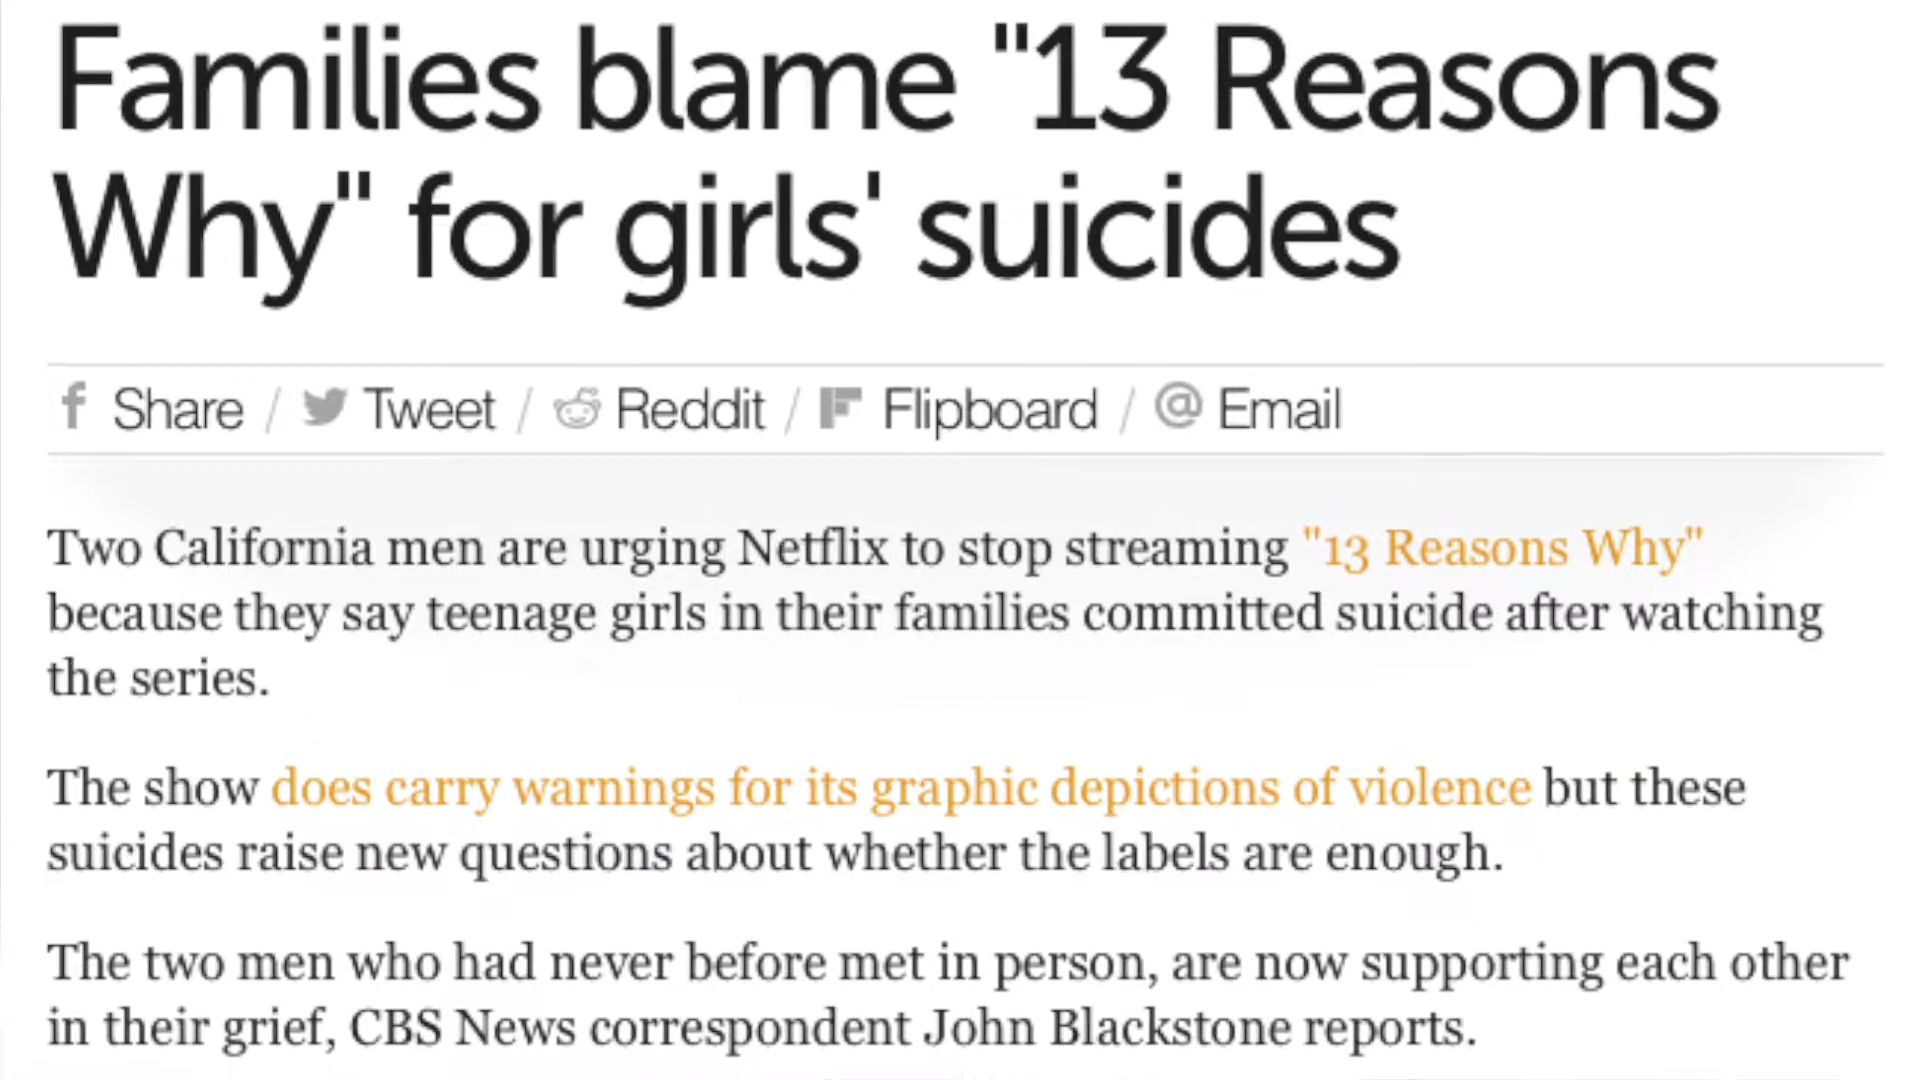 Families blame "13 Reasons
Why" for girls' suicides
Share / Tweet / Reddit / Flipboard / @ Email
Two California men are urging Netflix to stop streaming "13 Reasons Why"
because they say teenage girls in their families committed suicide after watching
the series.
The show does carry warnings for its graphic depictions of violence but these
suicides raise new questions about whether the labels are enough.
The two men who had never before met in person, are now supporting each other
in their grief, CBS News correspondent John Blackstone reports.